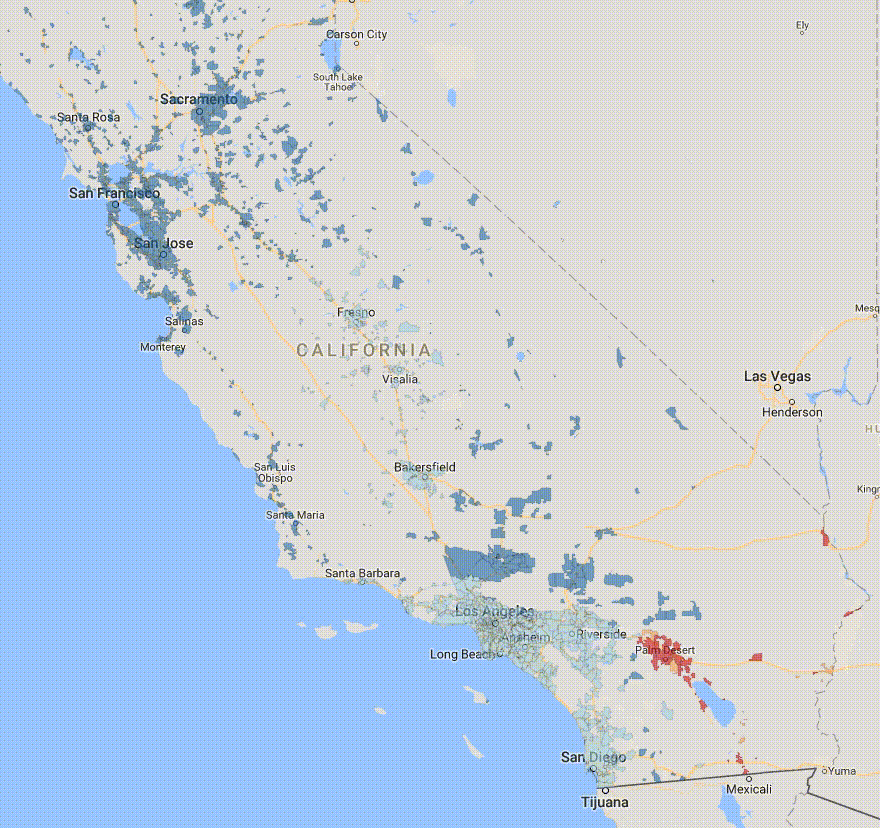 Ely
Carson City
South Lake
Tahoe
Sacramento
Santa Rosa
San Francisco
San Jose
Salinas
Monterey
Fresno
CALIFORNIA
Visalia
Mesq
Las Vegas
Henderson
HU
Bakersfield
San Luis
Obispo
Kingr
Santa Maria
Santa Barbara
Los Angeles
Anaheim
Riverside
Long Beach
Palm Desert
San Diego
Yuma
Mexicali
Tijuana